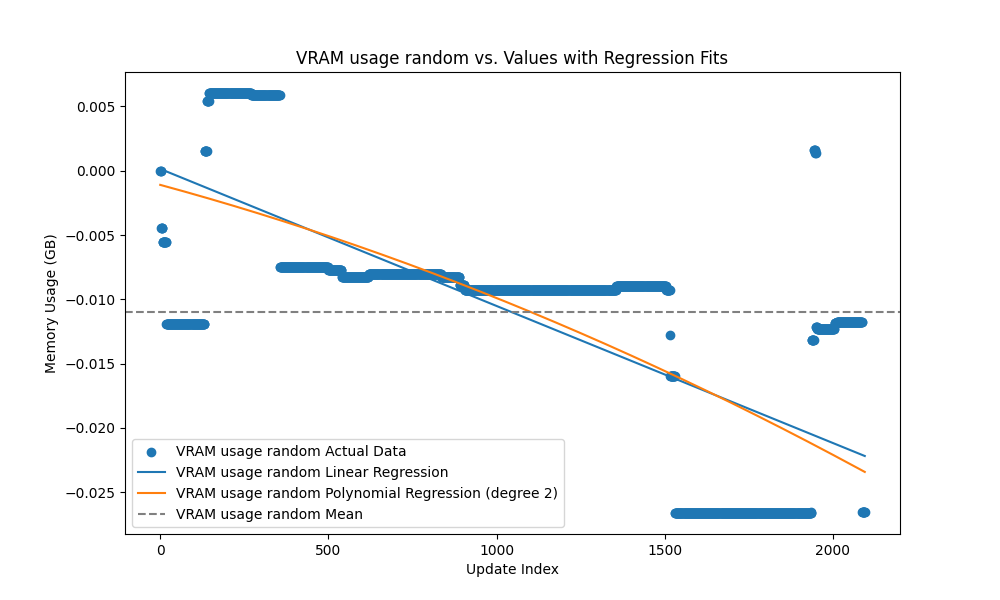 VRAM usage random vs. Values with Regression Fits
0.005
0.000
−0.005
−0.010
−0.015
−0.020
−0.025
Memory Usage (GB)
VRAM usage random Actual Data
VRAM usage random Linear Regression
VRAM usage random Polynomial Regression (degree 2)
VRAM usage random Mean
0 500 1000 1500 2000
Update Index